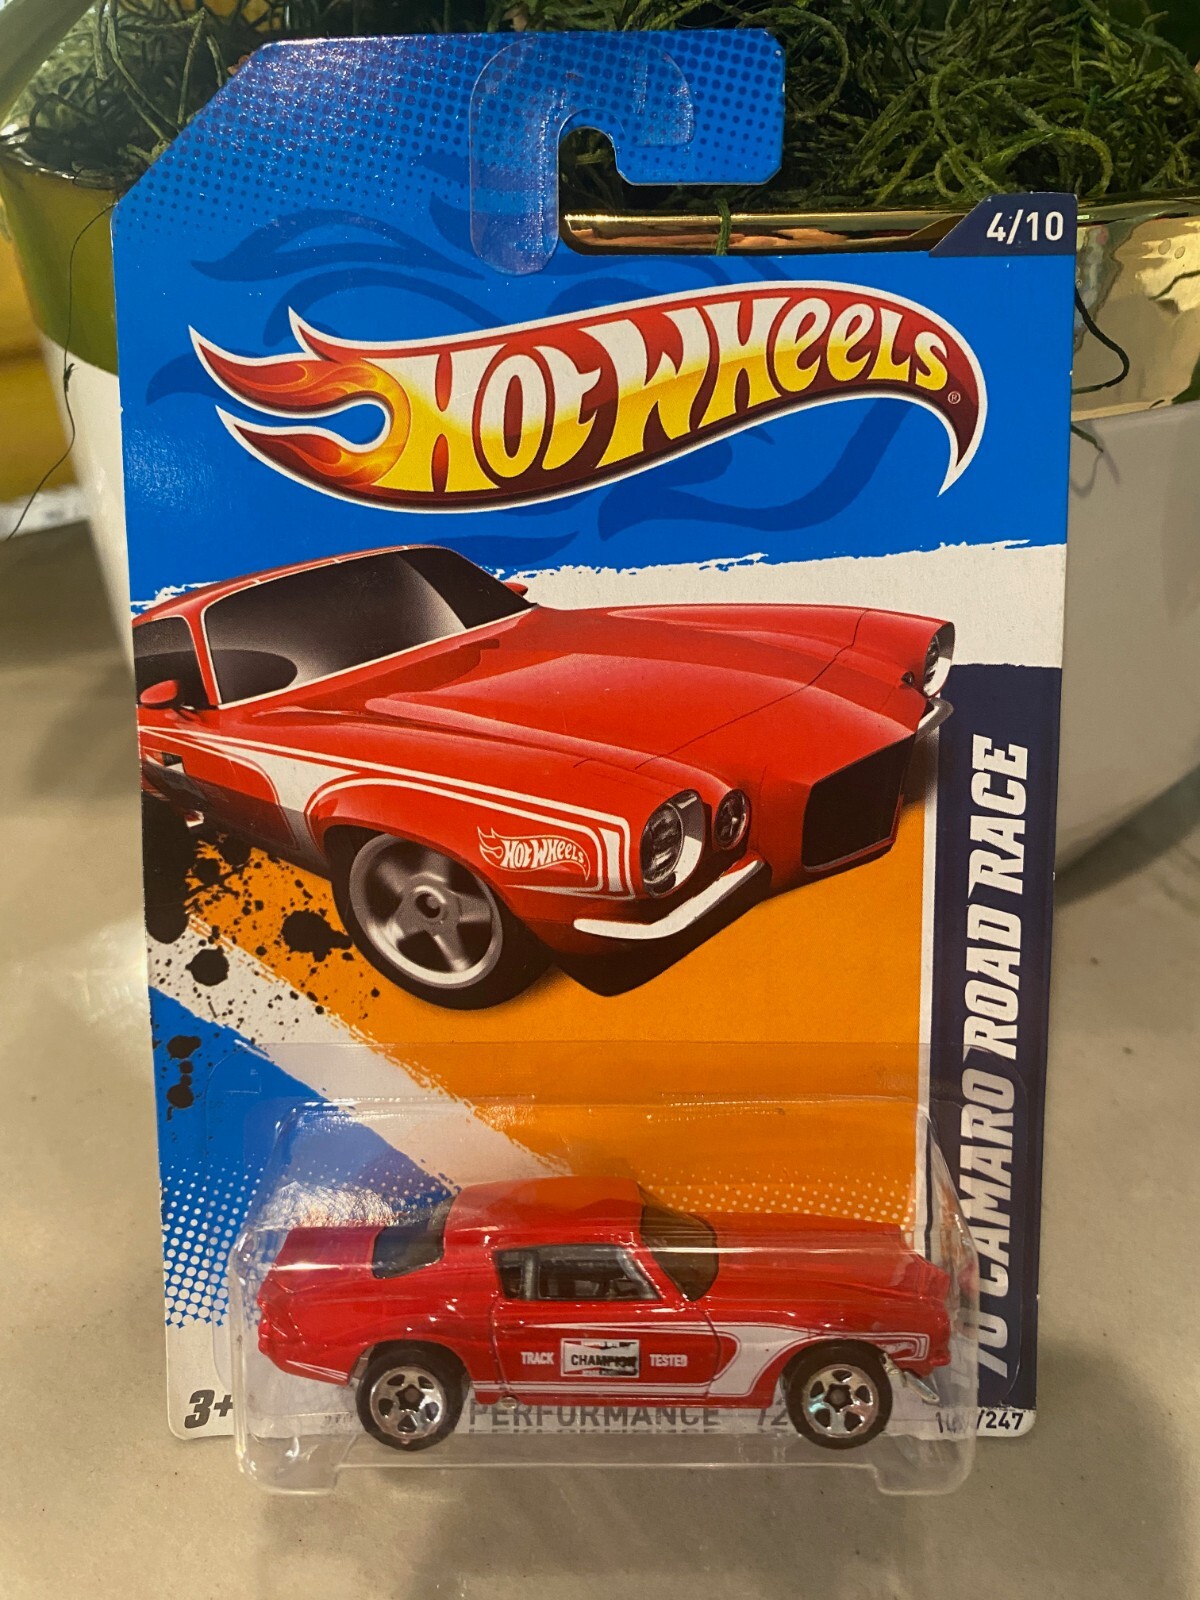 4/10
HOT WHEELS®
HOT WHEELS
'70 CAMARO ROAD RACE
TRACK CHAMPION TESTED
3+
PERFORMANCE
/247